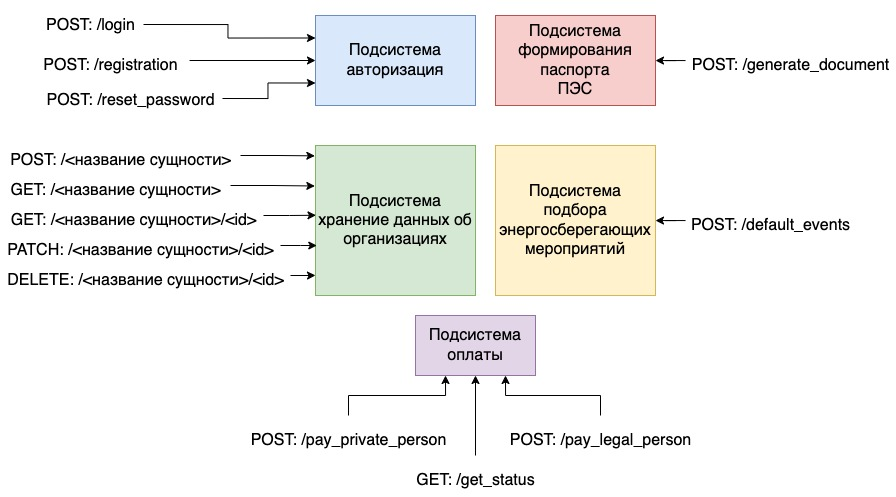 POST: /login
POST: /registration
POST: /reset_password
Подсистема
авторизация
Подсистема
формирования
паспорта
ПЭС
POST: /generate_document
POST: /<название сущности>
GET: /<название сущности>
GET: /<название сущности>/<id>
PATCH: /<название сущности>/<id>
DELETE: /<название сущности>/<id>
Подсистема
хранение данных об
организациях
Подсистема
подбора
энергосберегающих
мероприятий
POST: /default_events
Подсистема
оплаты
POST: /pay_private_person
POST: /pay_legal_person
GET: /get_status